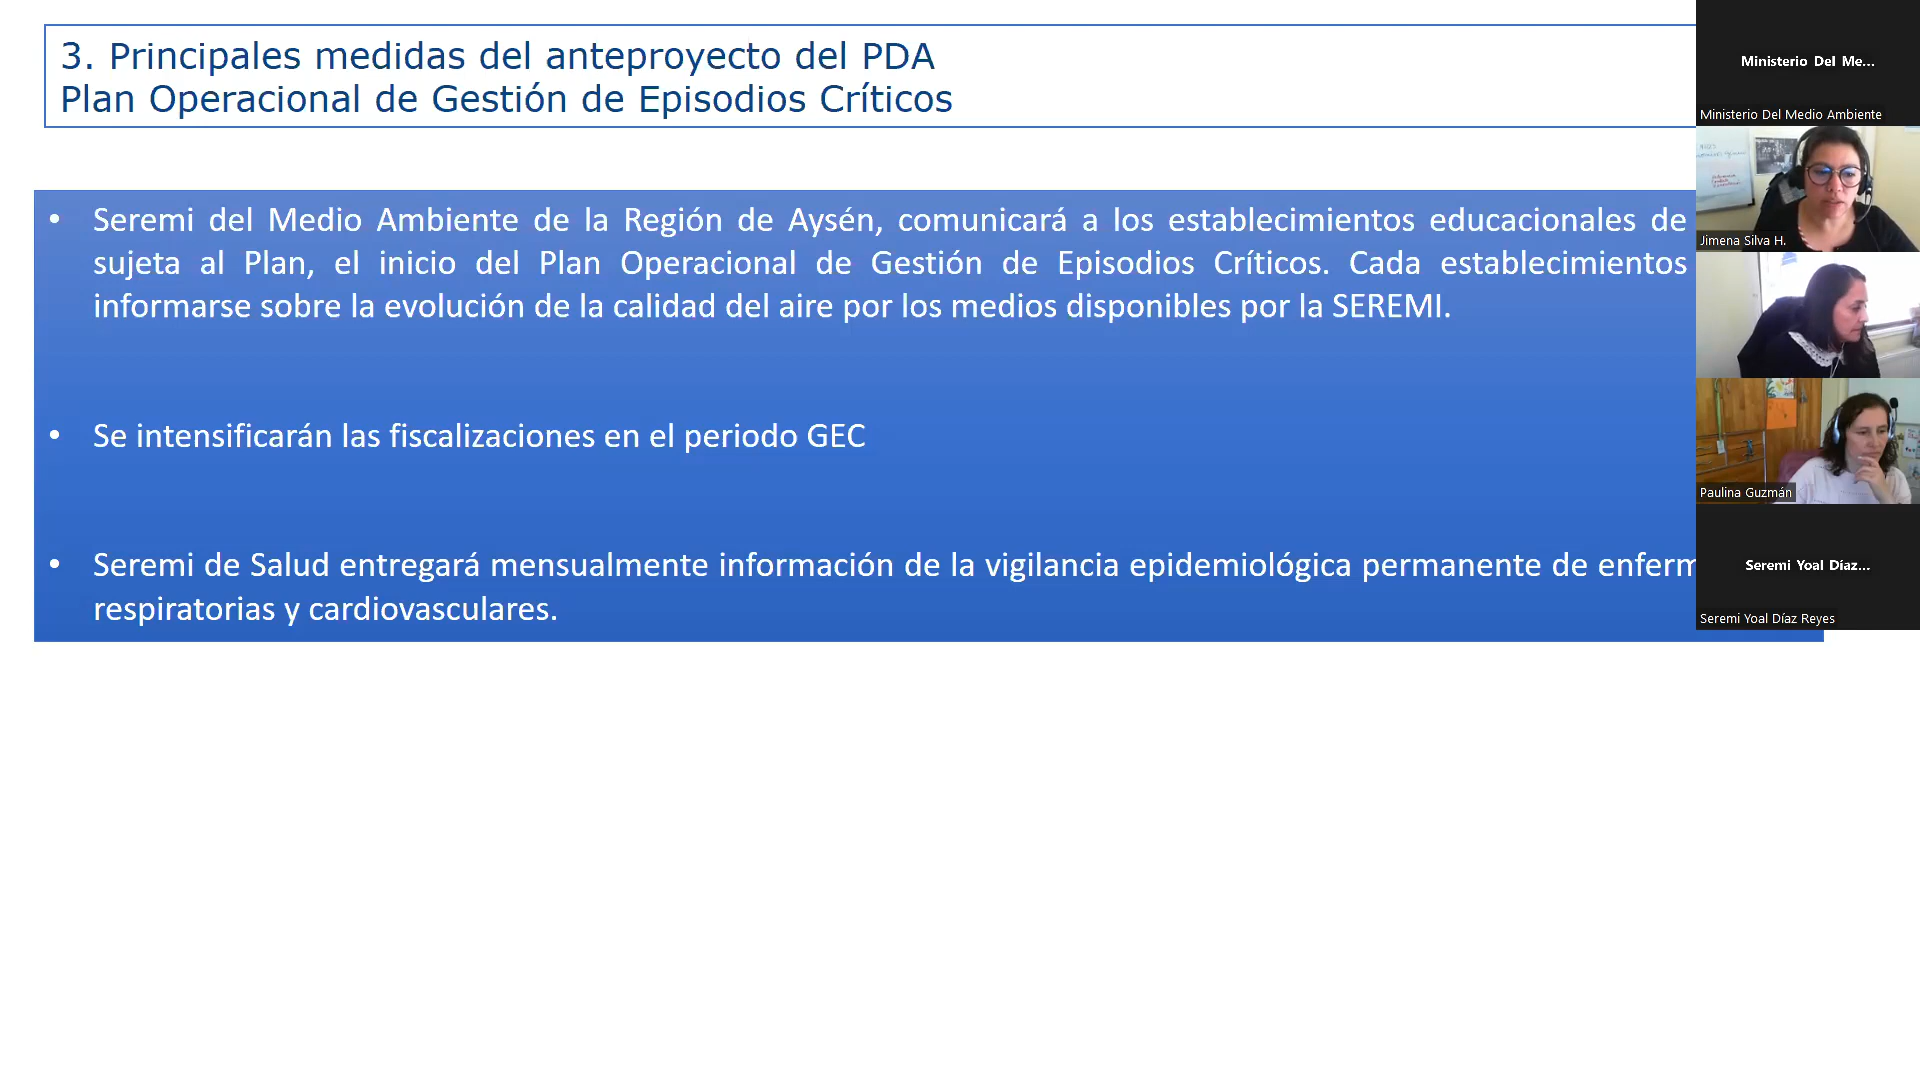 3. Principales medidas del anteproyecto del PDA
Plan Operacional de Gestión de Episodios Críticos
• Seremi del Medio Ambiente de la Región de Aysén, comunicará a los establecimientos educacionales de
sujeta al Plan, el inicio del Plan Operacional de Gestión de Episodios Críticos. Cada establecimientos
informarse sobre la evolución de la calidad del aire por los medios disponibles por la SEREMI.
• Se intensificarán las fiscalizaciones en el periodo GEC
• Seremi de Salud entregará mensualmente información de la vigilancia epidemiológica permanente de enferm
respiratorias y cardiovasculares.
Ministerio Del Me...
Ministerio Del Medio Ambiente
Jimena Silva H.
Paulina Guzmán
Seremi Yoal Díaz...
Seremi Yoal Díaz Reyes